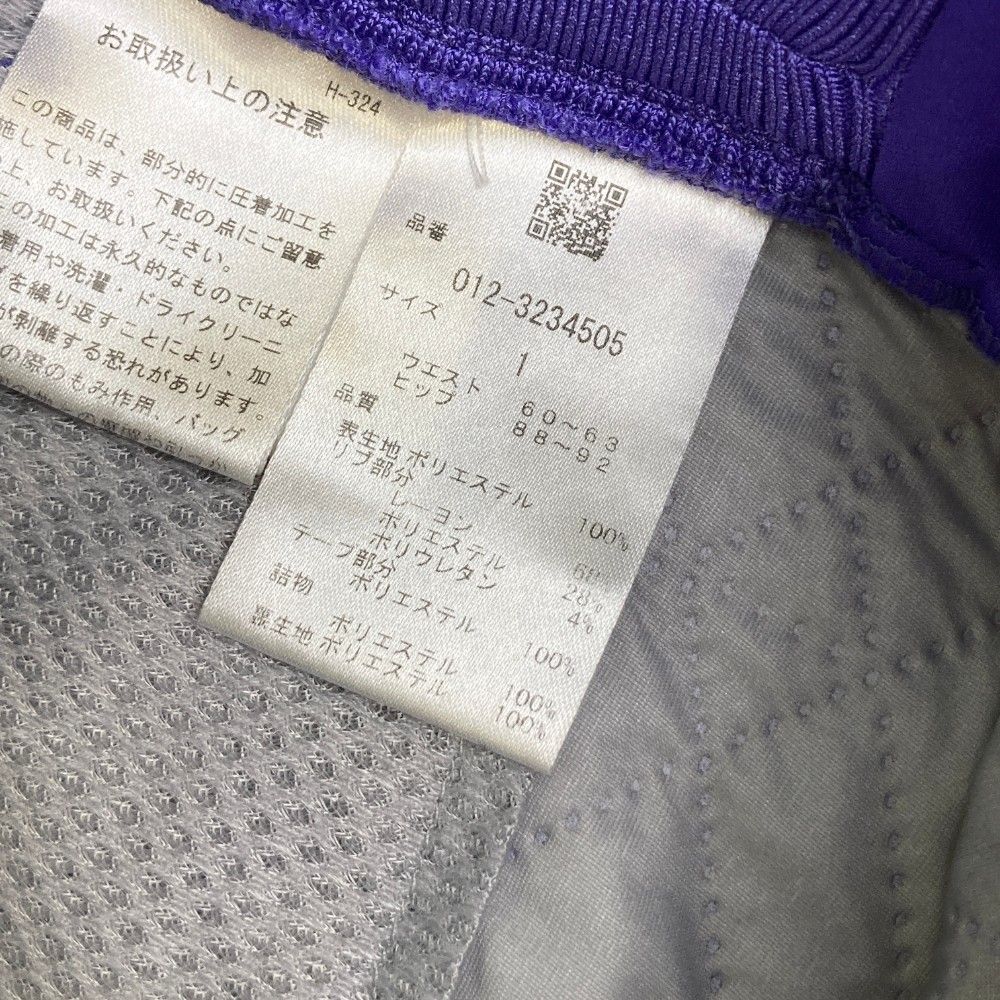 お取扱い上の注意
H-324
この商品は、部分的に圧着加工を
施しています。下記の点にご留意
上、お取扱いください。
の加工は永久的なものではな
着用や洗濯・ドライクリーニ
を繰り返すことにより、加
が剥離する恐れがあります。
の際のもみ作用、バッグ
品番
012-3234505
サイズ
1
ウエスト 60～63
ヒップ 88～92
品質
表生地 ポリエステル 100%
リブ部分
レーヨン
ポリエステル 28%
ポリウレタン 4%
テープ部分
ポリエステル 100%
詰物
ポリエステル 100%
裏生地 ポリエステル 100%